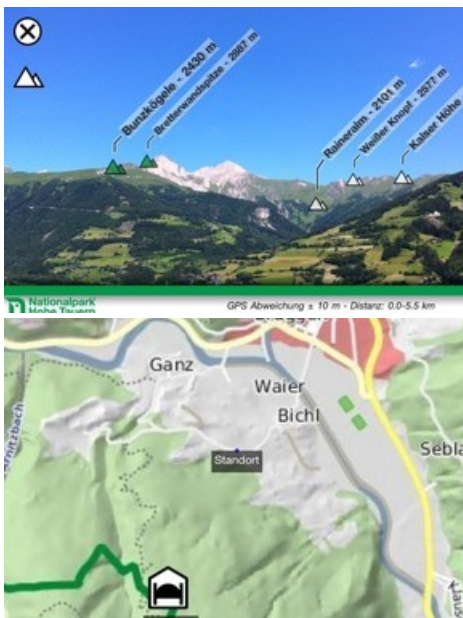 Bunzkögele - 2430 m
Bretterwandspitze - 2887 m
Raineralm - 2101 m
Weißer Knopf - 2577 m
Kalser Höhe
Nationalpark
Hohe Tauern
GPS Abweichung ± 10 m - Distanz: 0.0-5.5 km
Ganz
Waier
Bichl
Standort
Sebla